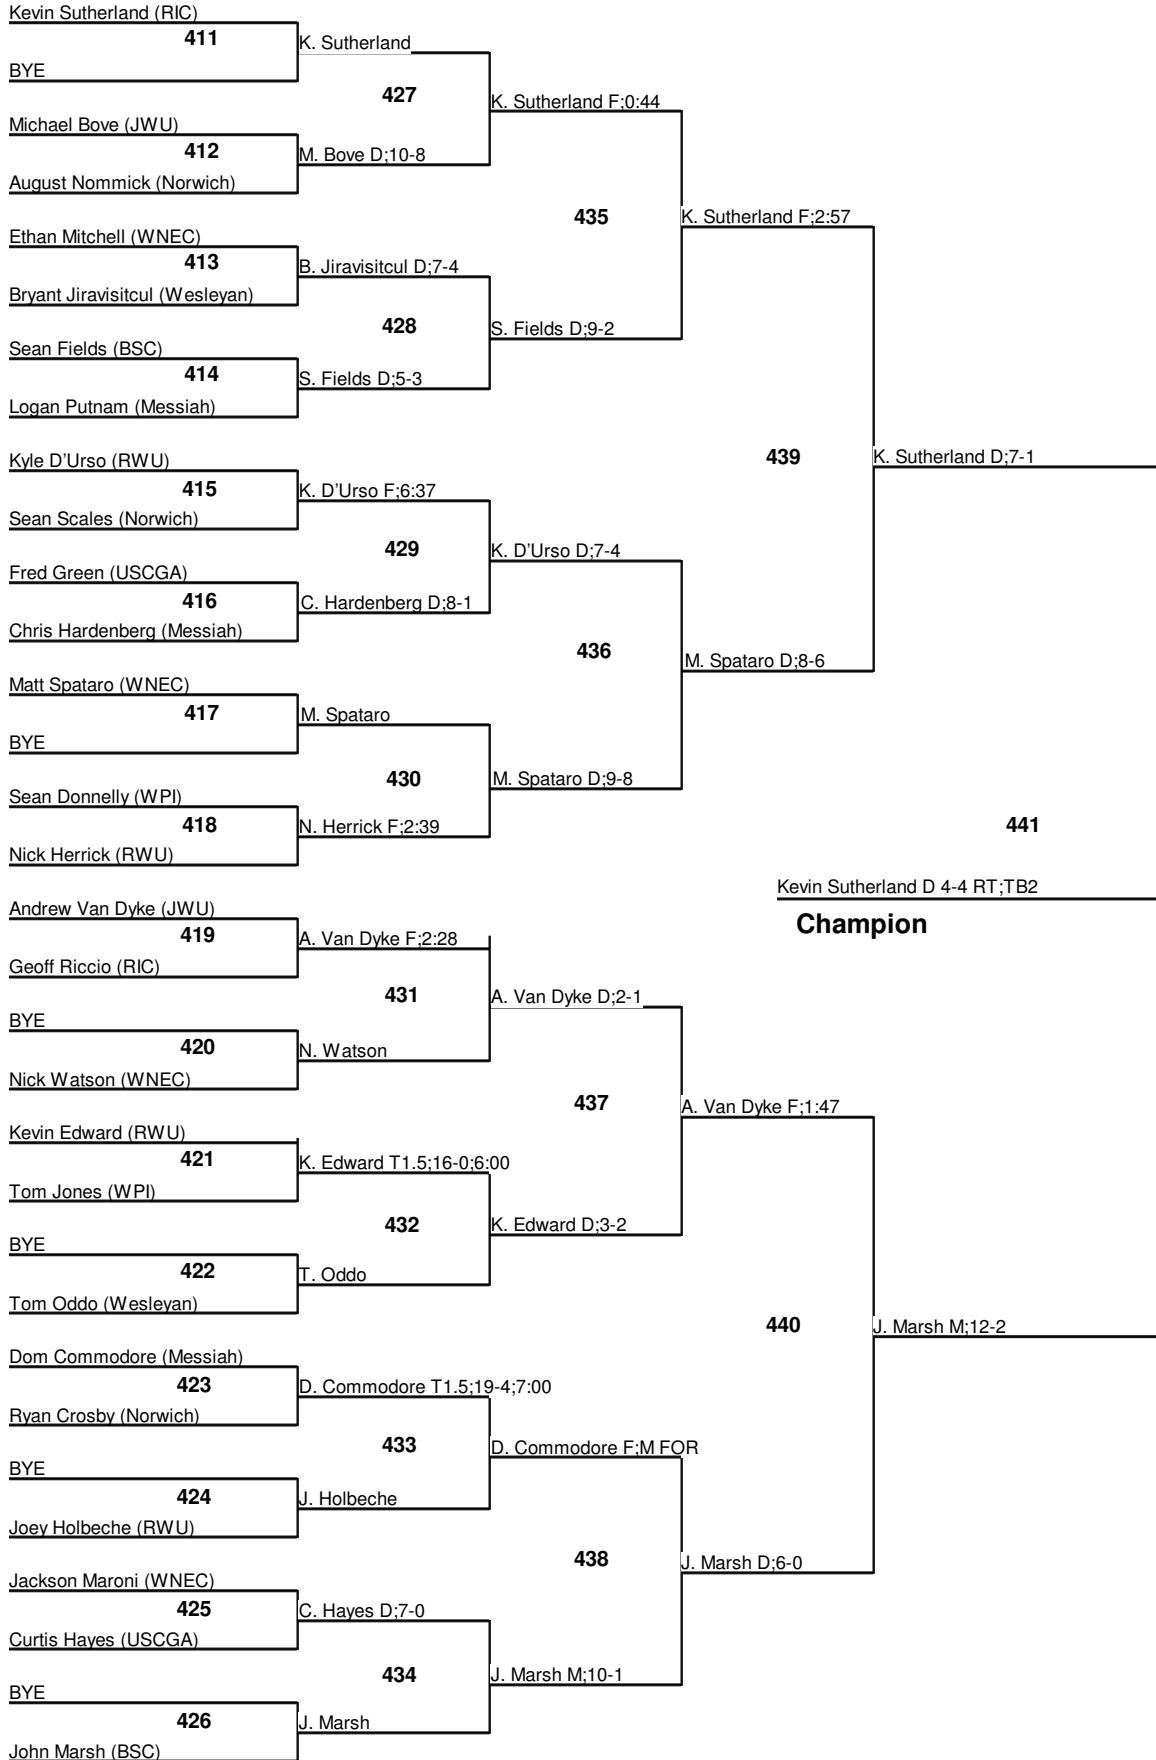 Kevin Sutherland (RIC)
411
K. Sutherland
BYE
427
K. Sutherland F;0:44
Michael Bove (JWU)
412
M. Bove D;10-8
August Nommick (Norwich)
435
K. Sutherland F;2:57
Ethan Mitchell (WNEC)
413
B. Jiravisitcul D;7-4
Bryant Jiravisitcul (Wesleyan)
428
S. Fields D;9-2
Sean Fields (BSC)
414
S. Fields D;5-3
Logan Putnam (Messiah)
439
K. Sutherland D;7-1
Kyle D'Urso (RWU)
415
K. D'Urso F;6:37
Sean Scales (Norwich)
429
K. D'Urso D;7-4
Fred Green (USCGA)
416
C. Hardenberg D;8-1
Chris Hardenberg (Messiah)
436
M. Spataro D;8-6
Matt Spataro (WNEC)
417
M. Spataro
BYE
430
M. Spataro D;9-8
Sean Donnelly (WPI)
418
N. Herrick F;2:39
Nick Herrick (RWU)
441
Kevin Sutherland D 4-4 RT;TB2
Champion
Andrew Van Dyke (JWU)
419
A. Van Dyke F;2:28
Geoff Riccio (RIC)
431
A. Van Dyke D;2-1
BYE
420
N. Watson
Nick Watson (WNEC)
437
A. Van Dyke F;1:47
Kevin Edward (RWU)
421
K. Edward T1.5;16-0;6:00
Tom Jones (WPI)
432
K. Edward D;3-2
BYE
422
T. Oddo
Tom Oddo (Wesleyan)
440
J. Marsh M;12-2
Dom Commodore (Messiah)
423
D. Commodore T1.5;19-4;7:00
Ryan Crosby (Norwich)
433
D. Commodore F;M FOR
BYE
424
J. Holbeche
Joey Holbeche (RWU)
438
J. Marsh D;6-0
Jackson Maroni (WNEC)
425
C. Hayes D;7-0
Curtis Hayes (USCGA)
434
J. Marsh M;10-1
BYE
426
J. Marsh
John Marsh (BSC)